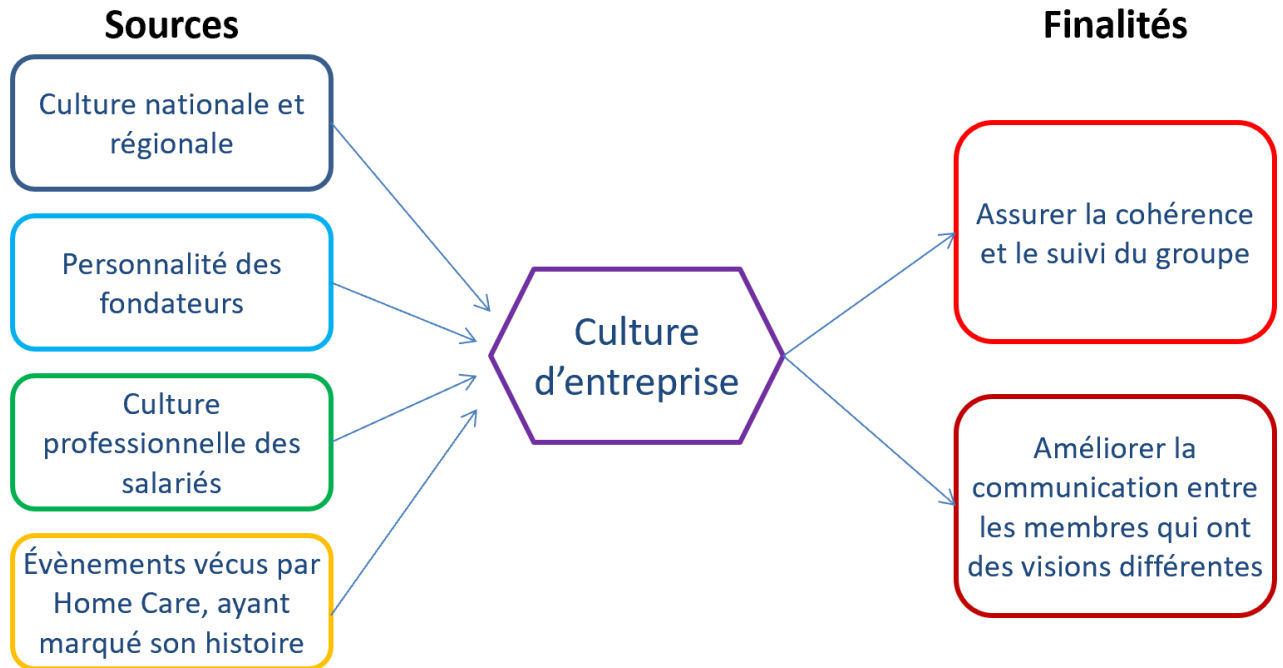 Sources
Culture nationale et
régionale
Personnalité des
fondateurs
Culture
professionnelle des
salariés
Évènements vécus par
Home Care, ayant
marqué son histoire
Culture
d’entreprise
Finalités
Assurer la cohérence
et le suivi du groupe
Améliorer la
communication entre
les membres qui ont
des visions différentes